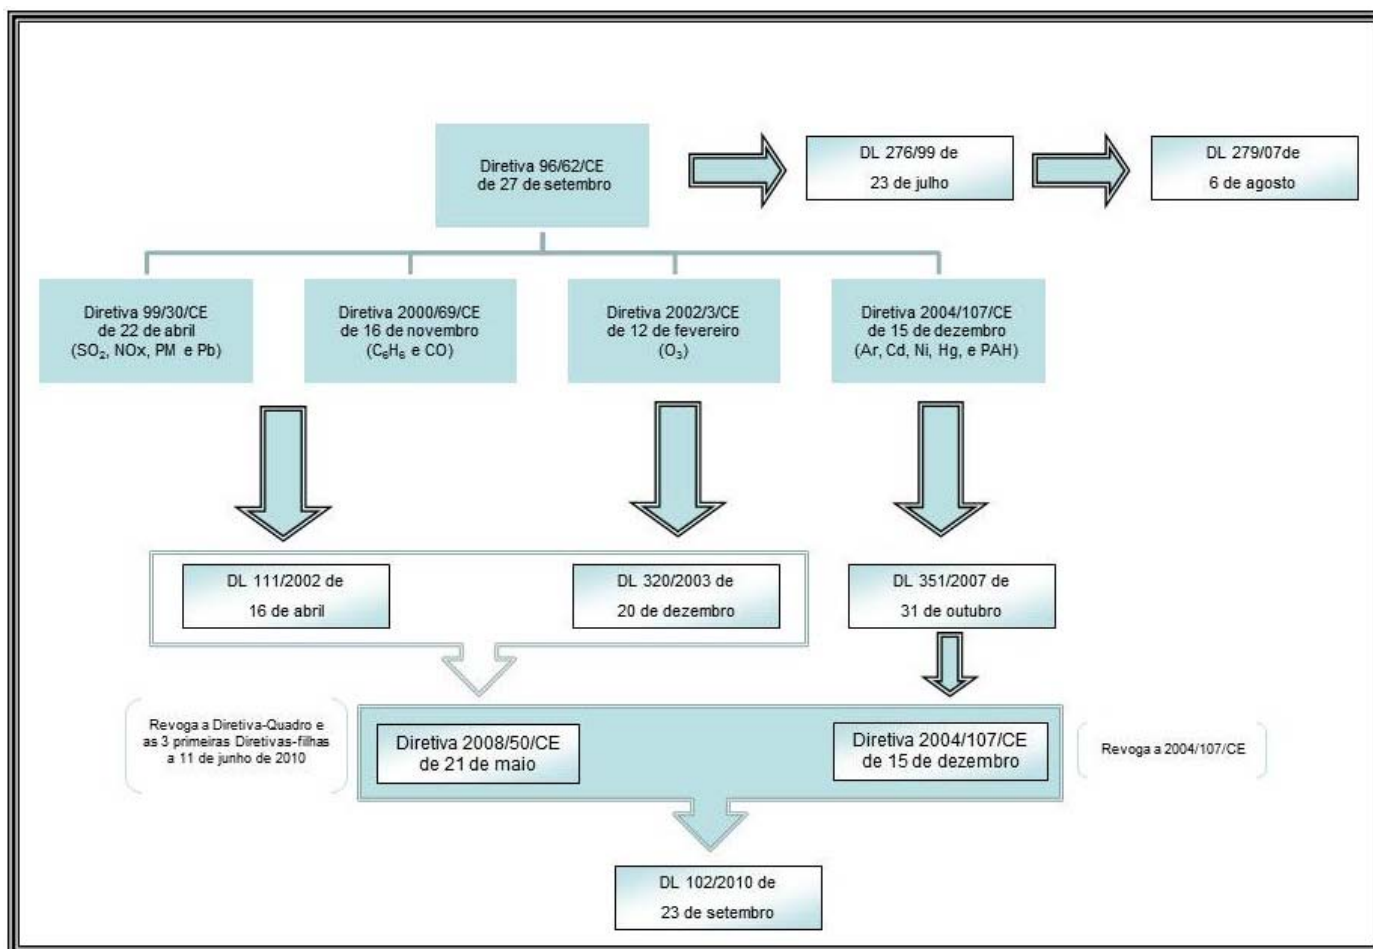 Diretiva 96/62/CE
de 27 de setembro
DL 276/99 de
23 de julho
DL 279/07de
6 de agosto
Diretiva 99/30/CE
de 22 de abril
(SO₂, NOx, PM e Pb)
Diretiva 2000/69/CE
de 16 de novembro
(C₆H₆ e CO)
Diretiva 2002/3/CE
de 12 de fevereiro
(O₃)
Diretiva 2004/107/CE
de 15 de dezembro
(Ar, Cd, Ni, Hg, e PAH)
DL 111/2002 de
16 de abril
DL 320/2003 de
20 de dezembro
DL 351/2007 de
31 de outubro
Revoga a Diretiva-Quadro e
as 3 primeiras Diretivas-filhas
a 11 de junho de 2010
Diretiva 2008/50/CE
de 21 de maio
Diretiva 2004/107/CE
de 15 de dezembro
Revoga a 2004/107/CE
DL 102/2010 de
23 de setembro